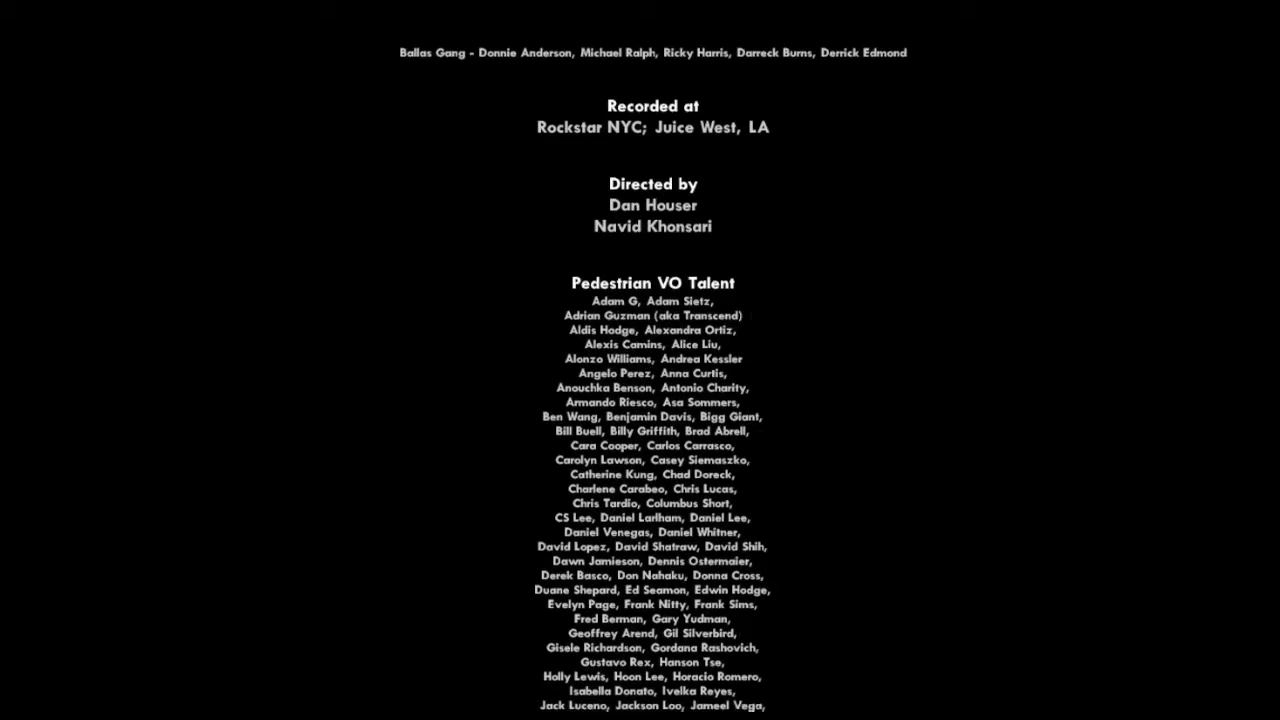 Ballas Gang - Donnie Anderson, Michael Ralph, Ricky Harris, Darreck Burns, Derrick Edmond
Recorded at
Rockstar NYC; Juice West, LA
Directed by
Dan Houser
Navid Khonsari
Pedestrian VO Talent
Adam G, Adam Sietz,
Adrian Guzman (aka Transcend)
Aldis Hodge, Alexandra Ortiz,
Alexis Camins, Alice Liu,
Alonzo Williams, Andrea Kessler
Angelo Perez, Anna Curtis,
Anouchka Benson, Antonio Charity,
Armando Riesco, Asa Sommers,
Ben Wang, Benjamin Davis, Bigg Giant,
Bill Buell, Billy Griffith, Brad Abrell,
Cara Cooper, Carlos Carrasco,
Carolyn Lawson, Casey Siemaszko,
Catherine Kung, Chad Doreck,
Charlene Carabeo, Chris Lucas,
Chris Tardio, Columbus Short,
CS Lee, Daniel Larlham, Daniel Lee,
Daniel Venegas, Daniel Whitner,
David Lopez, David Shatraw, David Shih,
Dawn Jamieson, Dennis Ostermaier,
Derek Basco, Don Nahaku, Donna Cross,
Duane Shepard, Ed Seamon, Edwin Hodge,
Evelyn Page, Frank Nitty, Frank Sims,
Fred Berman, Gary Yudman,
Geoffrey Arend, Gil Silverbird,
Gisele Richardson, Gordana Rashovich,
Gustavo Rex, Hanson Tse,
Holly Lewis, Hoon Lee, Horacio Romero,
Isabella Donato, Ivelka Reyes,
Jack Luceno, Jackson Loo, Jameel Vega,